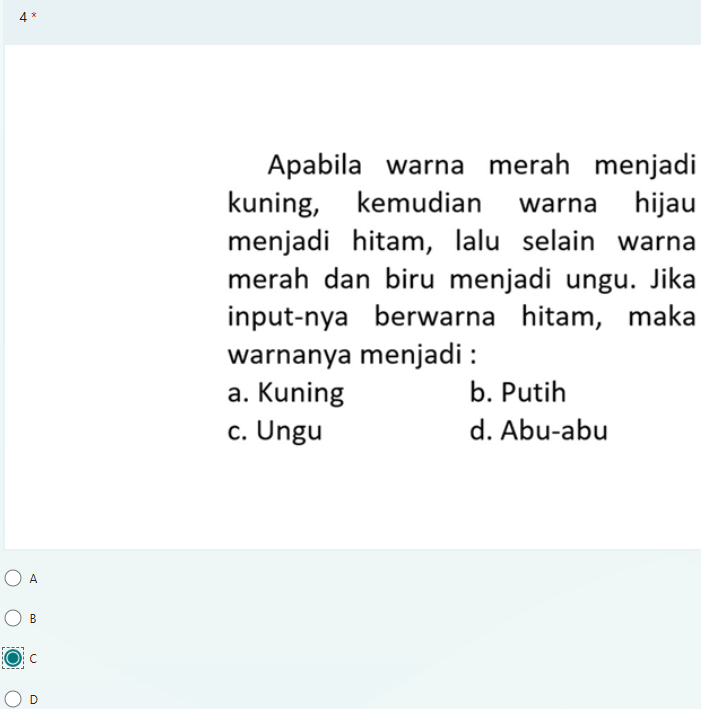 4 *
Apabila warna merah menjadi
kuning, kemudian warna hijau
menjadi hitam, lalu selain warna
merah dan biru menjadi ungu. Jika
input-nya berwarna hitam, maka
warnanya menjadi :
a. Kuning b. Putih
c. Ungu d. Abu-abu
A
B
C
D